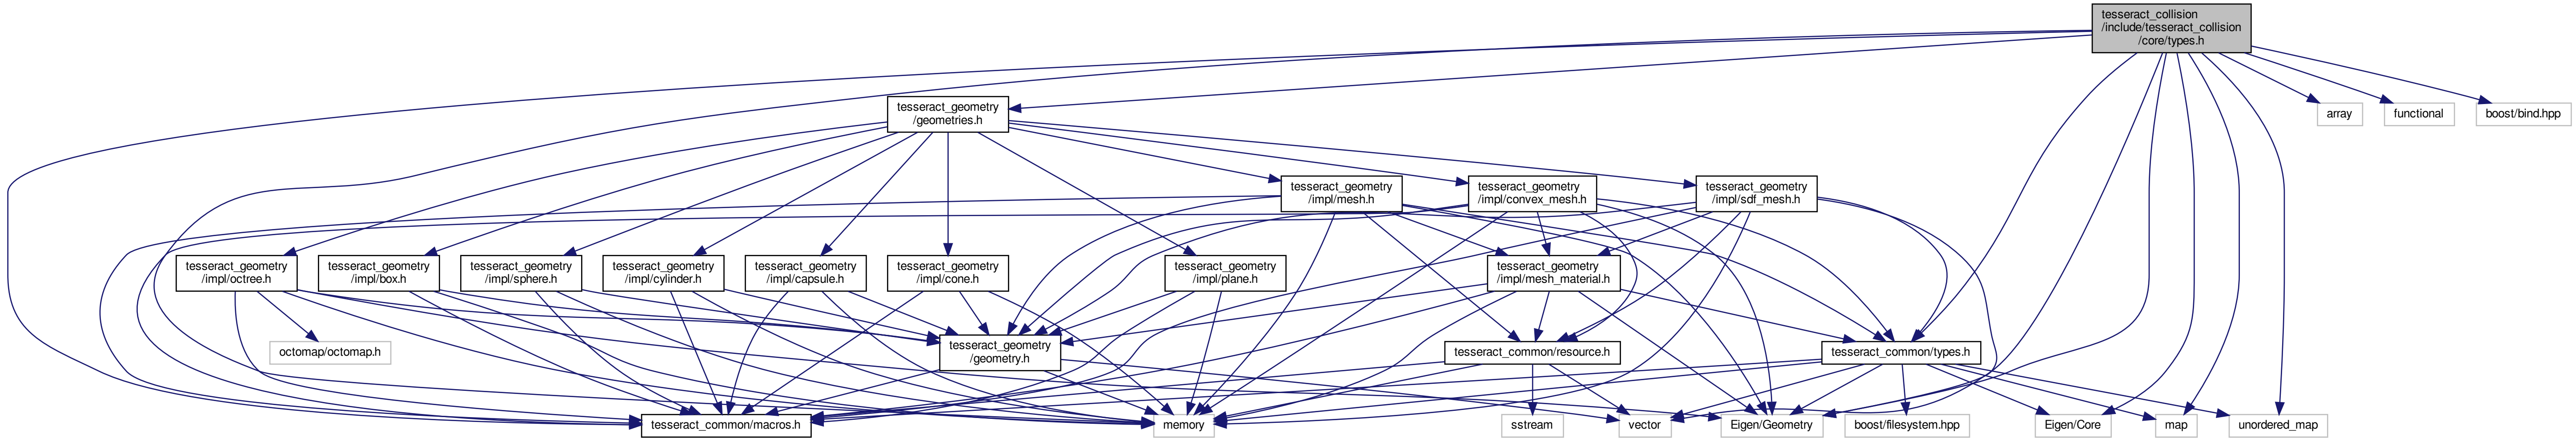 tesseract_collision
/include/tesseract_collision
/core/types.h
tesseract_geometry
/geometries.h
array
functional
boost/bind.hpp
tesseract_geometry
/impl/mesh.h
tesseract_geometry
/impl/convex_mesh.h
tesseract_geometry
/impl/sdf_mesh.h
tesseract_geometry
/impl/octree.h
tesseract_geometry
/impl/box.h
tesseract_geometry
/impl/sphere.h
tesseract_geometry
/impl/cylinder.h
tesseract_geometry
/impl/capsule.h
tesseract_geometry
/impl/cone.h
tesseract_geometry
/impl/plane.h
tesseract_geometry
/impl/mesh_material.h
octomap/octomap.h
tesseract_geometry
/geometry.h
tesseract_common/resource.h
tesseract_common/types.h
tesseract_common/macros.h
memory
sstream
vector
Eigen/Geometry
boost/filesystem.hpp
Eigen/Core
map
unordered_map